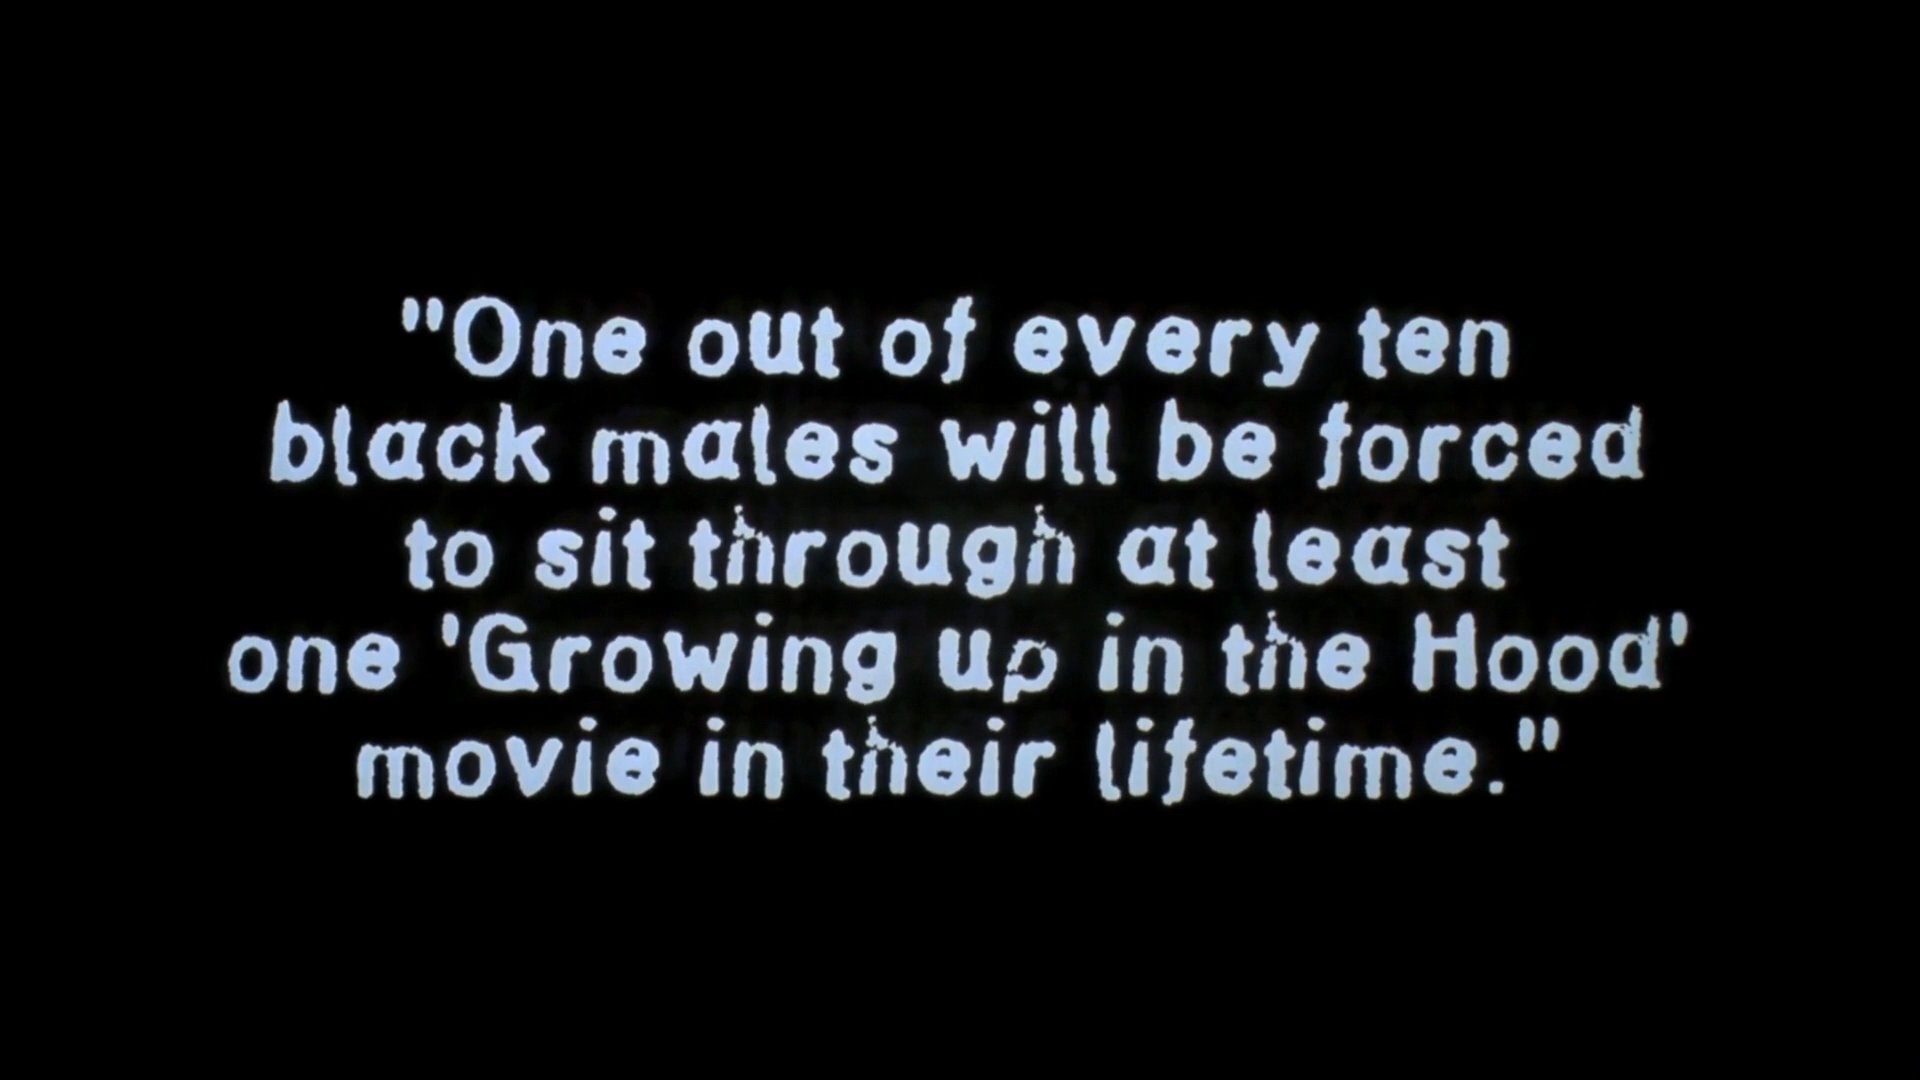 "One out of every ten
black males will be forced
to sit through at least
one 'Growing up in the Hood'
movie in their lifetime."